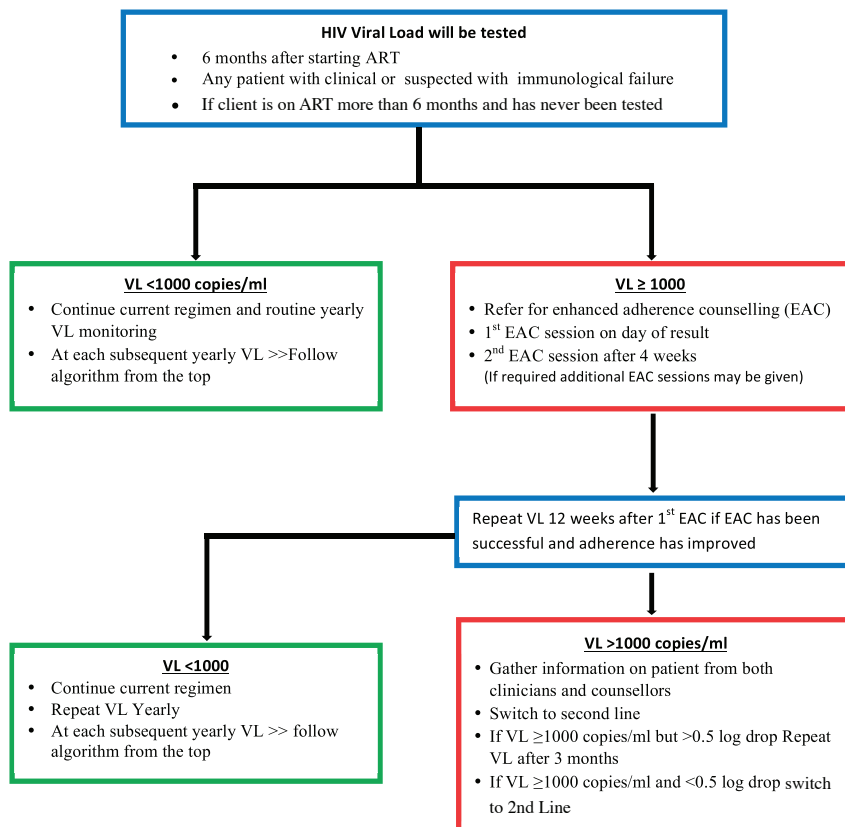 HIV Viral Load will be tested
• 6 months after starting ART
• Any patient with clinical or suspected with immunological failure
• If client is on ART more than 6 months and has never been tested
VL <1000 copies/ml
• Continue current regimen and routine yearly
VL monitoring
• At each subsequent yearly VL >>Follow
algorithm from the top
VL ≥ 1000
• Refer for enhanced adherence counselling (EAC)
• 1st EAC session on day of result
• 2nd EAC session after 4 weeks
(If required additional EAC sessions may be given)
Repeat VL 12 weeks after 1st EAC if EAC has been
successful and adherence has improved
VL <1000
• Continue current regimen
• Repeat VL Yearly
• At each subsequent yearly VL >> follow
algorithm from the top
VL >1000 copies/ml
• Gather information on patient from both
clinicians and counsellors
• Switch to second line
• If VL ≥1000 copies/ml but >0.5 log drop Repeat
VL after 3 months
• If VL ≥1000 copies/ml and <0.5 log drop switch
to 2nd Line